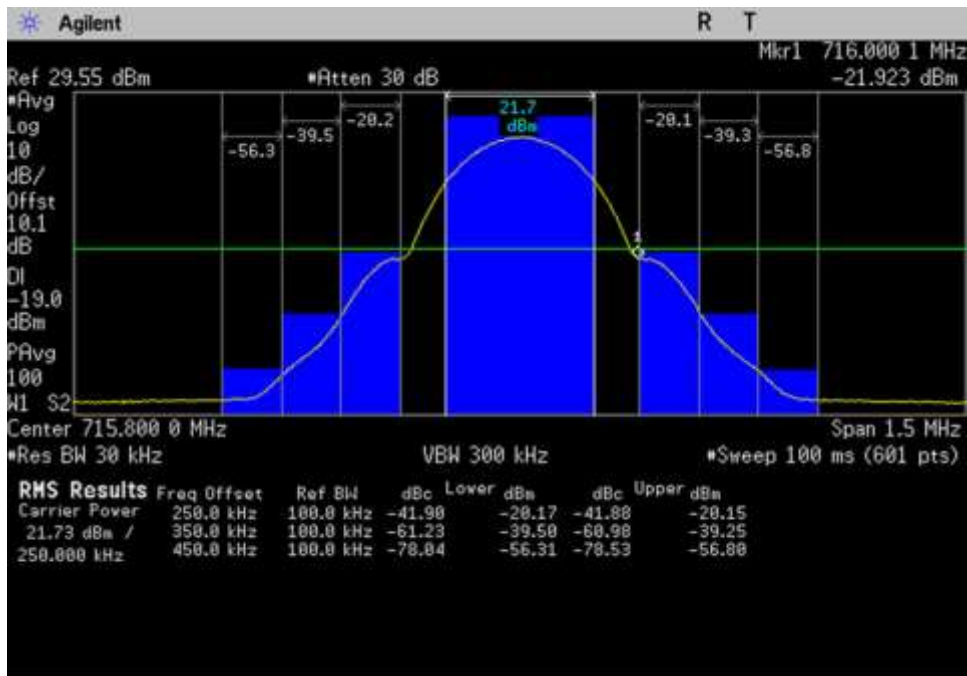 Agilent R T
Mkr1 716.000 1 MHz
Ref 29.55 dBm #Atten 30 dB -21.923 dBm
#Avg
Log
10
dB/
Offst
10.1
dB
DI
-19.0
dBm
PAvg
100
W1 S2
-56.3 -39.5 -20.2 21.7 dBm -20.1 -39.3 -56.8
1
Center 715.800 0 MHz Span 1.5 MHz
#Res BW 30 kHz VBW 300 kHz #Sweep 100 ms (601 pts)
RMS Results Freq Offset Ref BW dBc Lower dBm dBc Upper dBm
Carrier Power 250.0 kHz 100.0 kHz -41.90 -20.17 -41.88 -20.15
21.73 dBm / 350.0 kHz 100.0 kHz -61.23 -39.50 -60.98 -39.25
250.000 kHz 450.0 kHz 100.0 kHz -78.04 -56.31 -78.53 -56.80